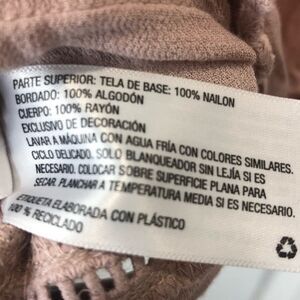 PARTE SUPERIOR: TELA DE BASE: 100% NAILON
BORDADO: 100% ALGODÓN
CUERPO: 100% RAYÓN
EXCLUSIVO DE DECORACIÓN
LAVAR A MÁQUINA CON AGUA FRÍA CON COLORES SIMILARES.
CICLO DELICADO. SOLO BLANQUEADOR SIN LEJÍA SI ES
NECESARIO. COLOCAR SOBRE SUPERFICIE PLANA PARA
SECAR. PLANCHAR A TEMPERATURA MEDIA SI ES NECESARIO.
ETIQUETA ELABORADA CON PLÁSTICO
100 % RECICLADO